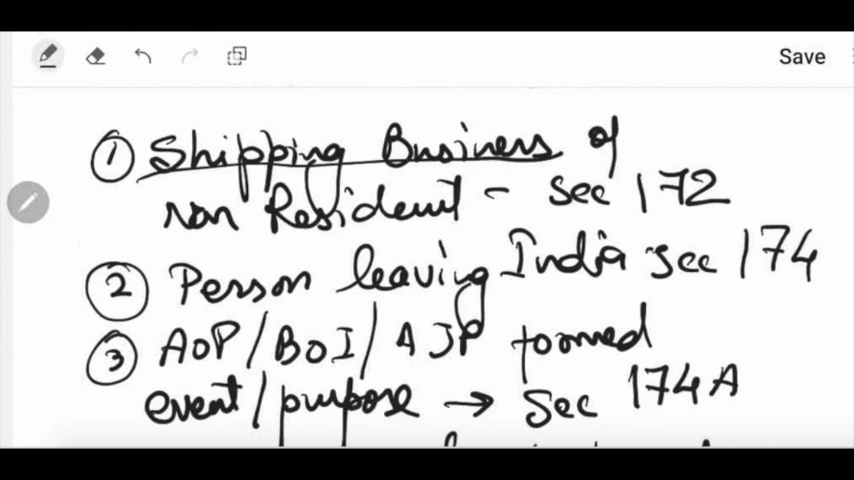 Save
① Shipping Business of
non Resident - sec 172
② Person leaving India sec 174
③ AOP/BOI/AJP formed
event/purpose → sec 174A